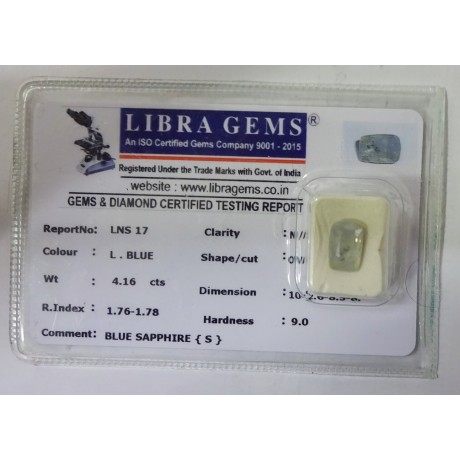 LIBRA GEMS ®
An ISO Certified Gems Company 9001 - 2015
Registered Under the Trade Marks with Govt. of India
website : www.libragems.co.in
GEMS & DIAMOND CERTIFIED TESTING REPORT
ReportNo: LNS 17 Clarity :
Colour : L . BLUE Shape/cut :
Wt : 4.16 cts Dimension :
R.Index : 1.76-1.78 Hardness : 9.0
Comment: BLUE SAPPHIRE { S }